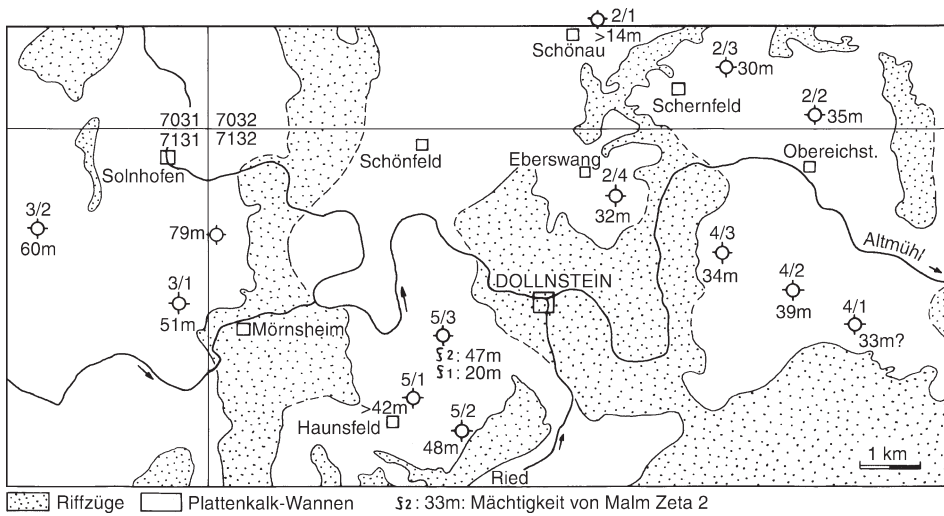 2/1
>14m
Schönau
2/3
30m
Schernfeld
2/2
35m
7031 7032
7131 7132
Solnhofen
Schönfeld
Eberswang
Obereichst.
2/4
32m
3/2
60m
79m
4/3
34m
Altmühl
4/2
39m
3/1
51m
DOLLNSTEIN
4/1
33m?
Mörnsheim
5/3
ς2: 47m
ς1: 20m
5/1
>42m
Haunsfeld
5/2
48m
Ried
1 km
Riffzüge Plattenkalk-Wannen ς2: 33m: Mächtigkeit von Malm Zeta 2